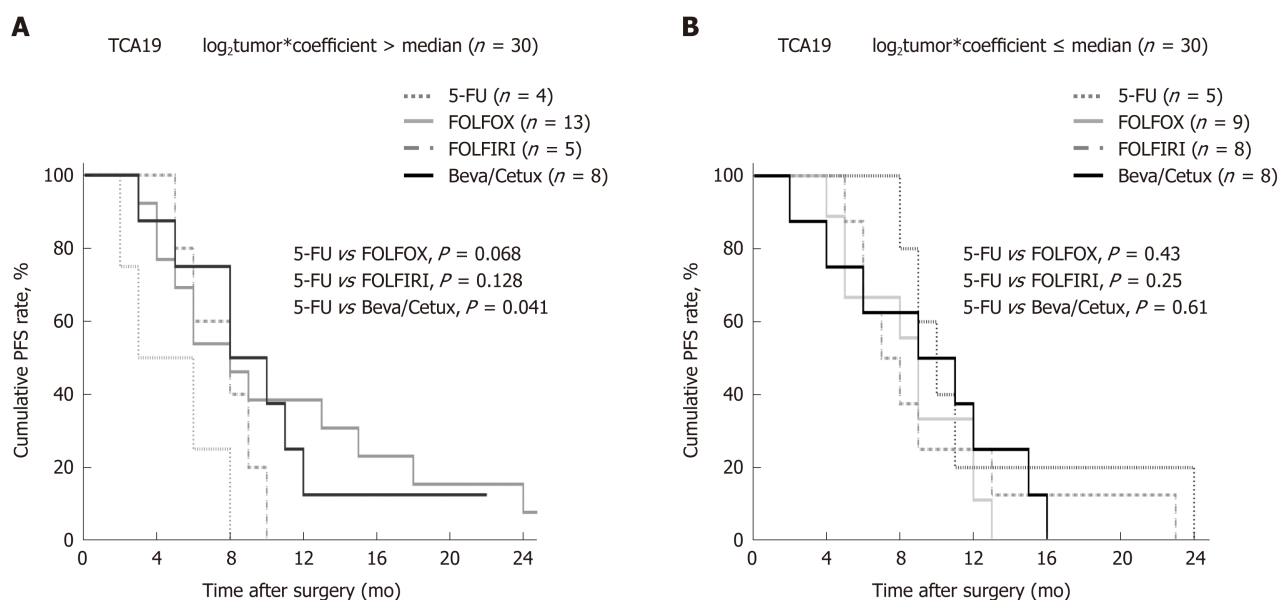 A
TCA19 log₂tumor*coefficient > median (n = 30)
5-FU (n = 4)
FOLFOX (n = 13)
FOLFIRI (n = 5)
Beva/Cetux (n = 8)
100
80
60
40
20
0
Cumulative PFS rate, %
5-FU vs FOLFOX, P = 0.068
5-FU vs FOLFIRI, P = 0.128
5-FU vs Beva/Cetux, P = 0.041
0 4 8 12 16 20 24
Time after surgery (mo)
B
TCA19 log₂tumor*coefficient ≤ median (n = 30)
5-FU (n = 5)
FOLFOX (n = 9)
FOLFIRI (n = 8)
Beva/Cetux (n = 8)
100
80
60
40
20
0
Cumulative PFS rate, %
5-FU vs FOLFOX, P = 0.43
5-FU vs FOLFIRI, P = 0.25
5-FU vs Beva/Cetux, P = 0.61
0 4 8 12 16 20 24
Time after surgery (mo)